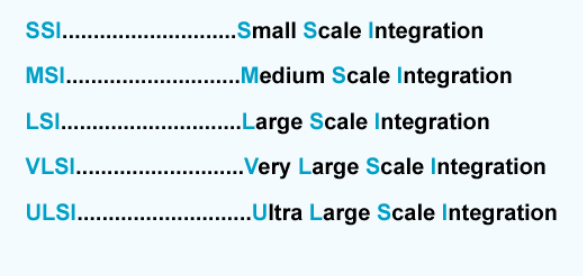 SSI............................Small Scale Integration
MSI............................Medium Scale Integration
LSI.............................Large Scale Integration
VLSI...........................Very Large Scale Integration
ULSI............................Ultra Large Scale Integration